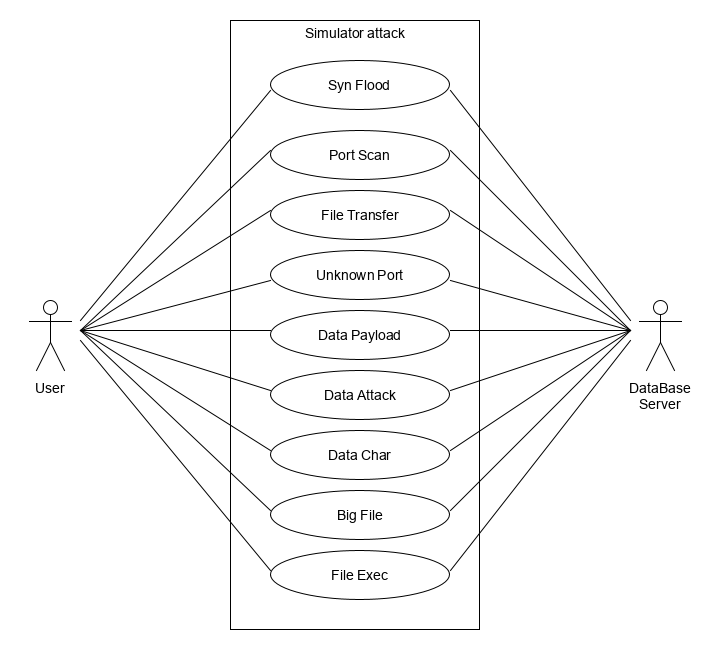 Simulator attack
Syn Flood
Port Scan
File Transfer
Unknown Port
Data Payload
Data Attack
Data Char
Big File
File Exec
User
DataBase
Server